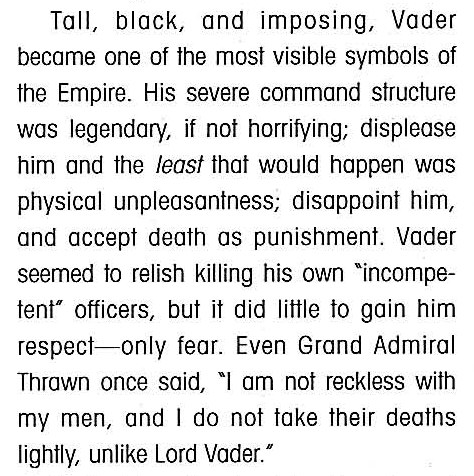 Tall, black, and imposing, Vader
became one of the most visible symbols of
the Empire. His severe command structure
was legendary, if not horrifying; displease
him and the least that would happen was
physical unpleasantness; disappoint him,
and accept death as punishment. Vader
seemed to relish killing his own "incompe-
tent" officers, but it did little to gain him
respect—only fear. Even Grand Admiral
Thrawn once said, "I am not reckless with
my men, and I do not take their deaths
lightly, unlike Lord Vader."